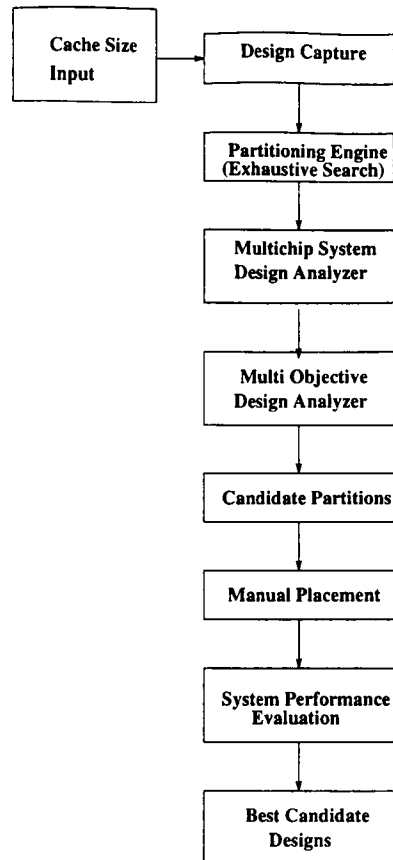 Cache Size
Input
Design Capture
Partitioning Engine
(Exhaustive Search)
Multichip System
Design Analyzer
Multi Objective
Design Analyzer
Candidate Partitions
Manual Placement
System Performance
Evaluation
Best Candidate
Designs